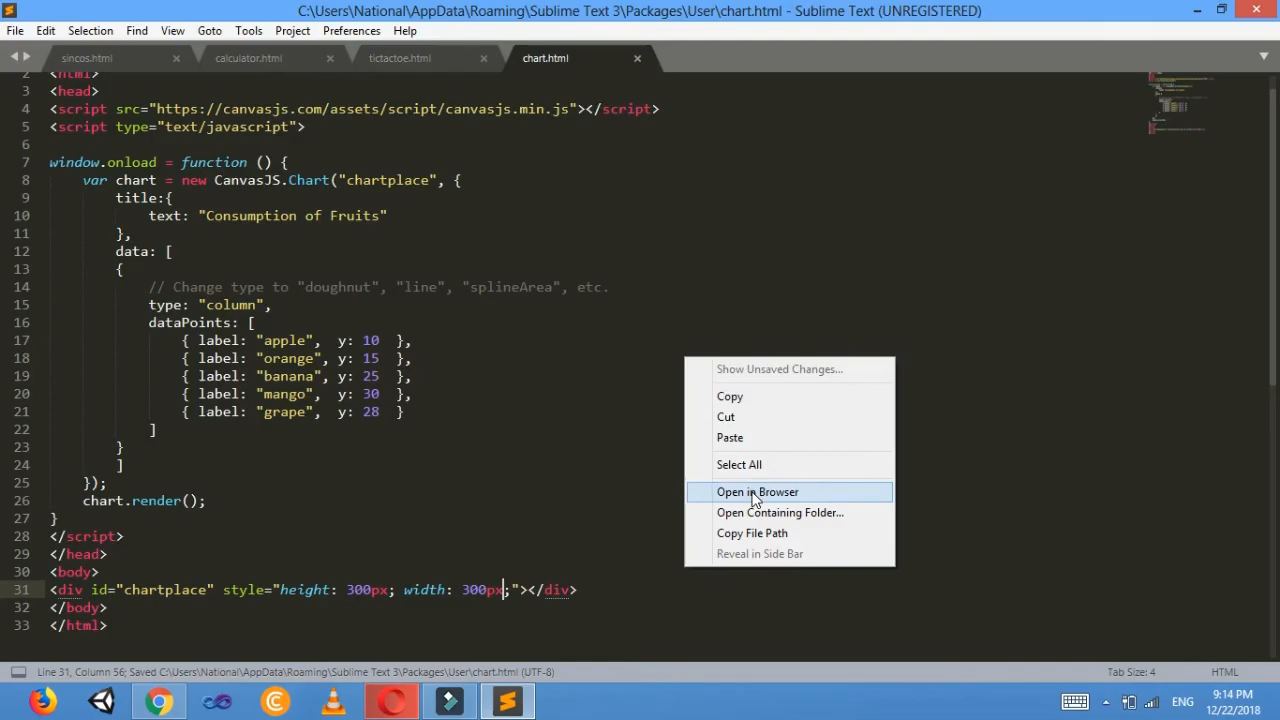 C:\Users\National\AppData\Roaming\Sublime Text 3\Packages\User\chart.html - Sublime Text (UNREGISTERED)
File Edit Selection Find View Goto Tools Project Preferences Help
sincos.html calculator.html tictactoe.html chart.html
2 <html>
3 <head>
4 <script src="https://canvasjs.com/assets/script/canvasjs.min.js"></script>
5 <script type="text/javascript">
6
7 window.onload = function () {
8 var chart = new CanvasJS.Chart("chartplace", {
9 title:{
10 text: "Consumption of Fruits"
11 },
12 data: [
13 {
14 // Change type to "doughnut", "line", "splineArea", etc.
15 type: "column",
16 dataPoints: [
17 { label: "apple", y: 10 },
18 { label: "orange", y: 15 },
19 { label: "banana", y: 25 },
20 { label: "mango", y: 30 },
21 { label: "grape", y: 28 }
22 ]
23 }
24 ]
25 });
26 chart.render();
27 }
28 </script>
29 </head>
30 <body>
31 <div id="chartplace" style="height: 300px; width: 300px;"></div>
32 </body>
33 </html>
Show Unsaved Changes...
Copy
Cut
Paste
Select All
Open in Browser
Open Containing Folder...
Copy File Path
Reveal in Side Bar
Line 31, Column 56; Saved C:\Users\National\AppData\Roaming\Sublime Text 3\Packages\User\chart.html (UTF-8) Tab Size: 4 HTML
ENG
9:14 PM
12/22/2018